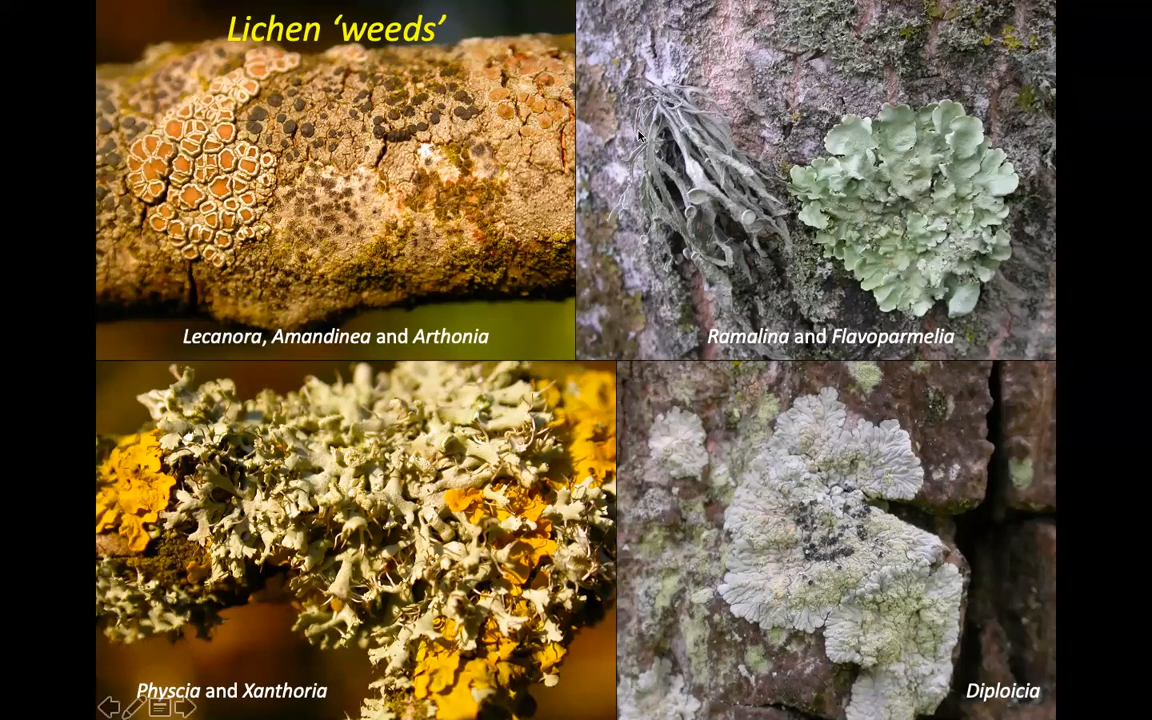 Lichen ‘weeds’
Lecanora, Amandinea and Arthonia
Ramalina and Flavoparmelia
Physcia and Xanthoria
Diploicia